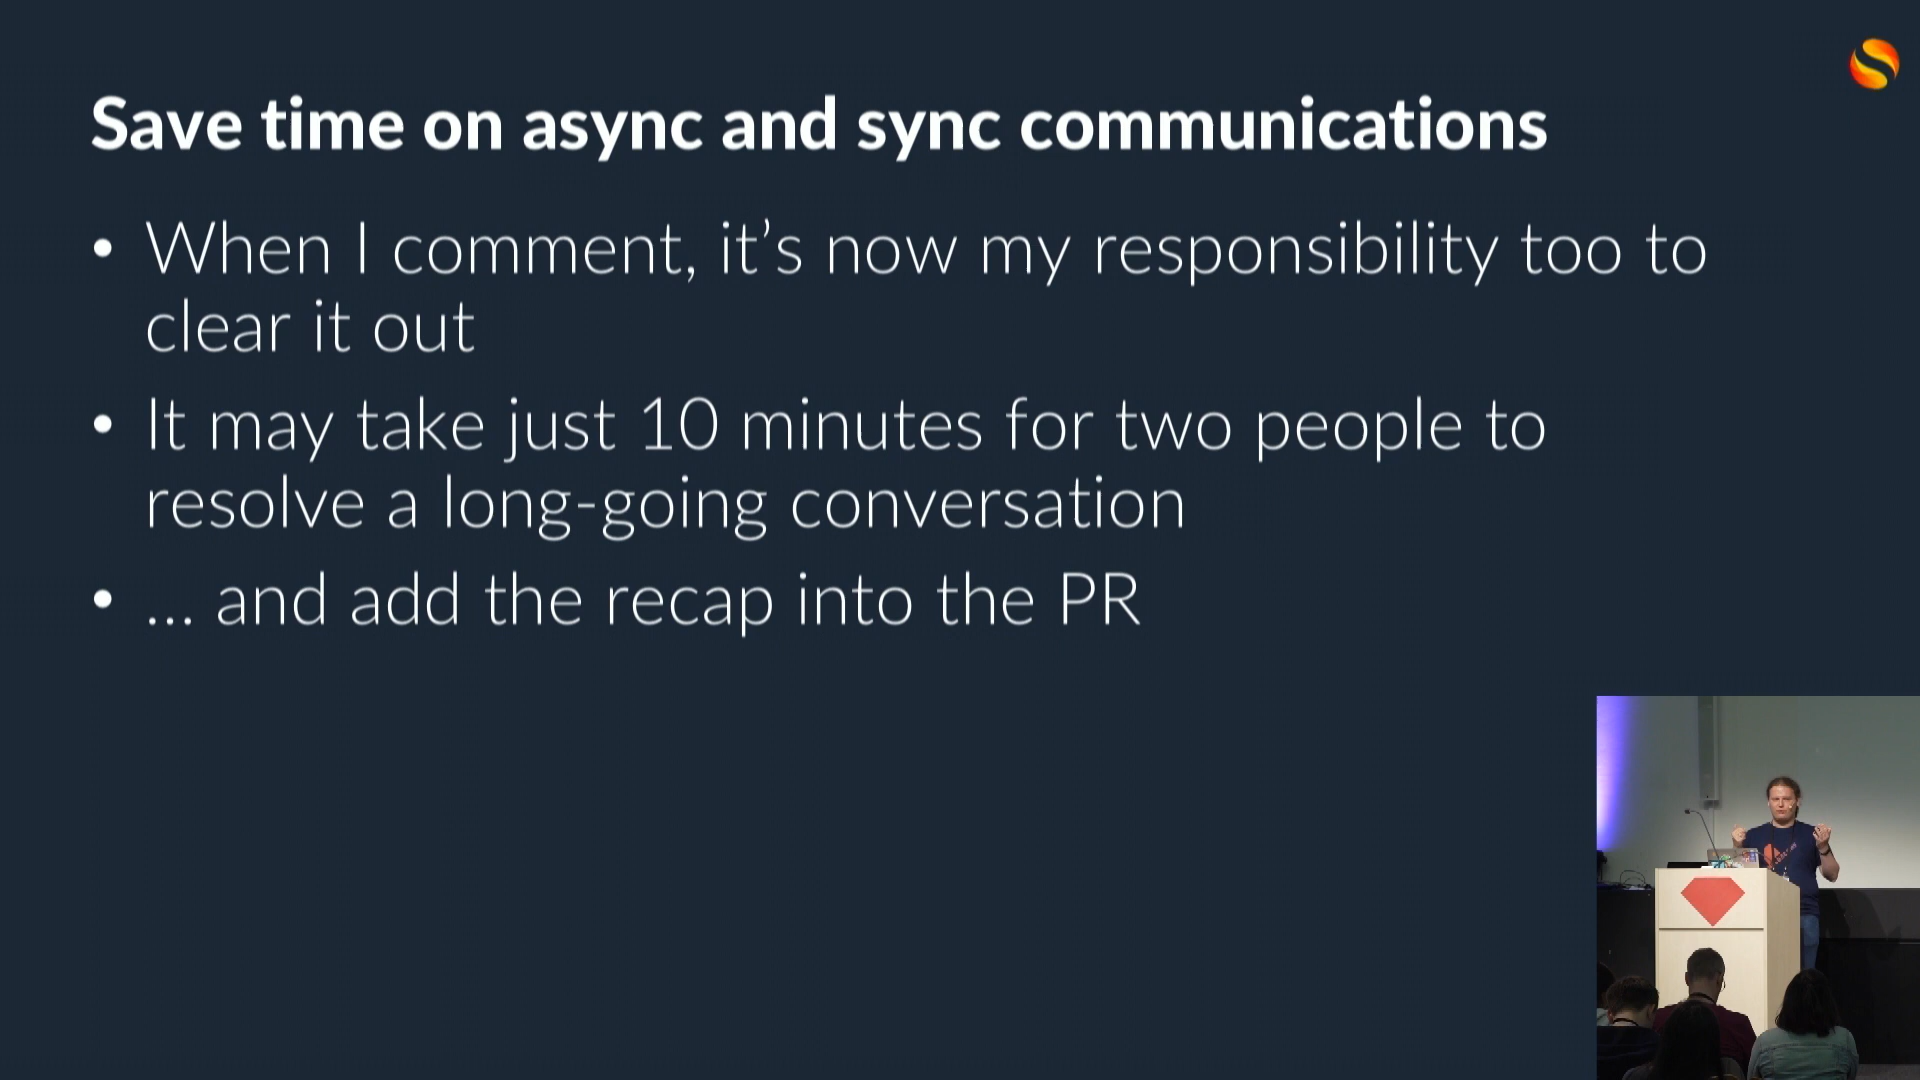 Save time on async and sync communications
• When I comment, it’s now my responsibility too to
clear it out
• It may take just 10 minutes for two people to
resolve a long-going conversation
• ... and add the recap into the PR